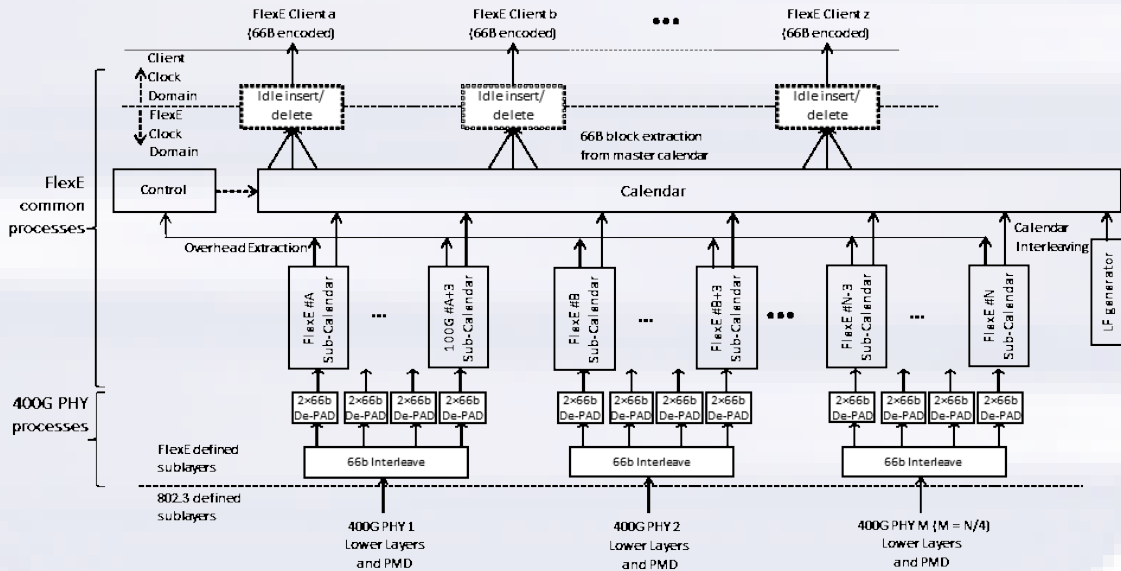 FlexE Client a
(66B encoded)
FlexE Client b
(66B encoded)
•••
FlexE Client z
(66B encoded)
Client
Clock
Domain
FlexE
Clock
Domain
Idle insert/
delete
Idle insert/
delete
Idle insert/
delete
66B block extraction
from master calendar
FlexE
common
processes
Control
Calendar
Overhead Extraction
Calendar
Interleaving
FlexE #A
Sub-Calendar
...
100G #A+3
Sub-Calendar
FlexE #B
Sub-Calendar
...
FlexE #B+3
Sub-Calendar
•••
FlexE #N-3
Sub-Calendar
...
FlexE #N
Sub-Calendar
LF generator
400G PHY
processes
2×66b
De-PAD
2×66b
De-PAD
2×66b
De-PAD
2×66b
De-PAD
2×66b
De-PAD
2×66b
De-PAD
2×66b
De-PAD
2×66b
De-PAD
2×66b
De-PAD
2×66b
De-PAD
2×66b
De-PAD
2×66b
De-PAD
FlexE defined
sublayers
66b Interleave
66b Interleave
66b Interleave
802.3 defined
sublayers
400G PHY 1
Lower Layers
and PMD
400G PHY 2
Lower Layers
and PMD
400G PHY M (M = N/4)
Lower Layers
and PMD